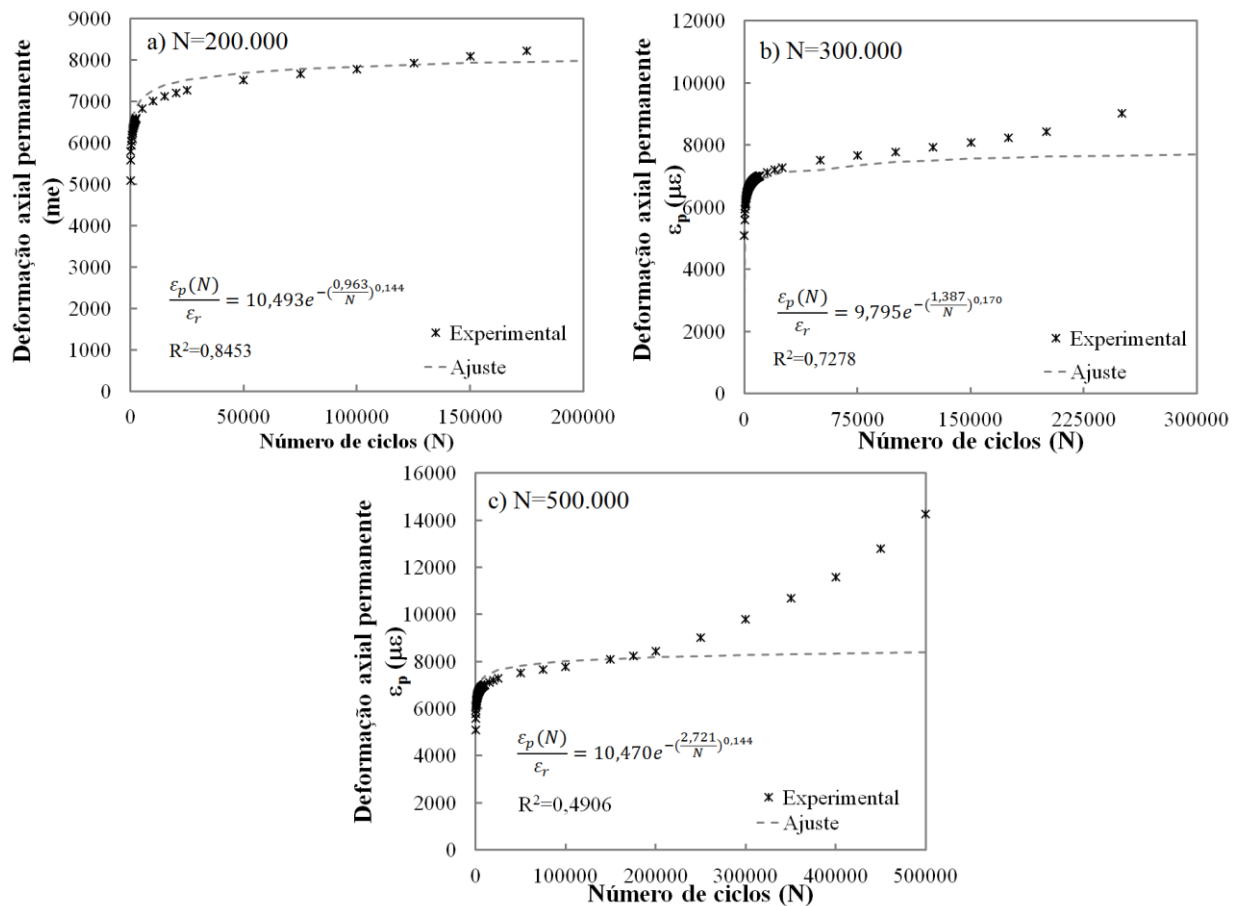 a) N=200.000
Deformação axial permanente
(me)
9000
8000
7000
6000
5000
4000
3000
2000
1000
0
εp(N)/εr = 10,493e^-(0,963/N)^0,144
R²=0,8453
Experimental
Ajuste
0 50000 100000 150000 200000
Número de ciclos (N)
b) N=300.000
Deformação axial permanente
εp (με)
12000
10000
8000
6000
4000
2000
0
εp(N)/εr = 9,795e^-(1,387/N)^0,170
R²=0,7278
Experimental
Ajuste
0 75000 150000 225000 300000
Número de ciclos (N)
c) N=500.000
Deformação axial permanente
εp (με)
16000
14000
12000
10000
8000
6000
4000
2000
0
εp(N)/εr = 10,470e^-(2,721/N)^0,144
R²=0,4906
Experimental
Ajuste
0 100000 200000 300000 400000 500000
Número de ciclos (N)